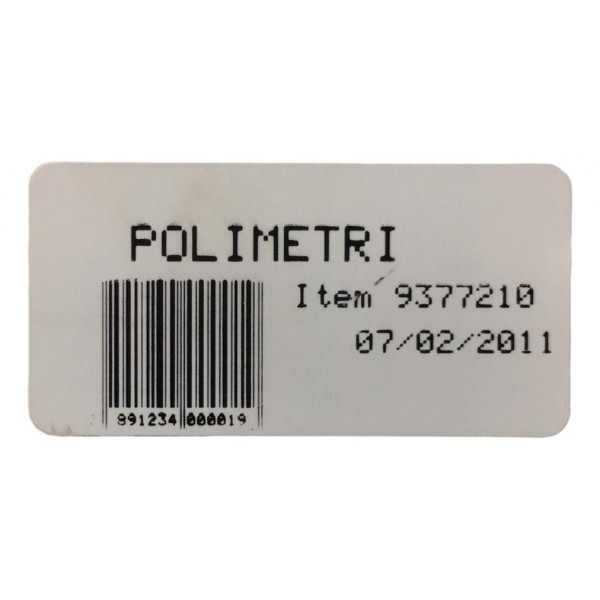 POLIMETRI
Item 9377210
07/02/2011
891234 000019